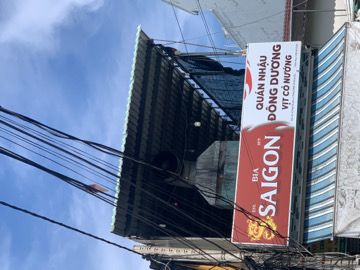 QUÁN NHẬU
ĐÔNG DƯƠNG
VỊT CỎ NƯỚNG
BIA
SAIGON